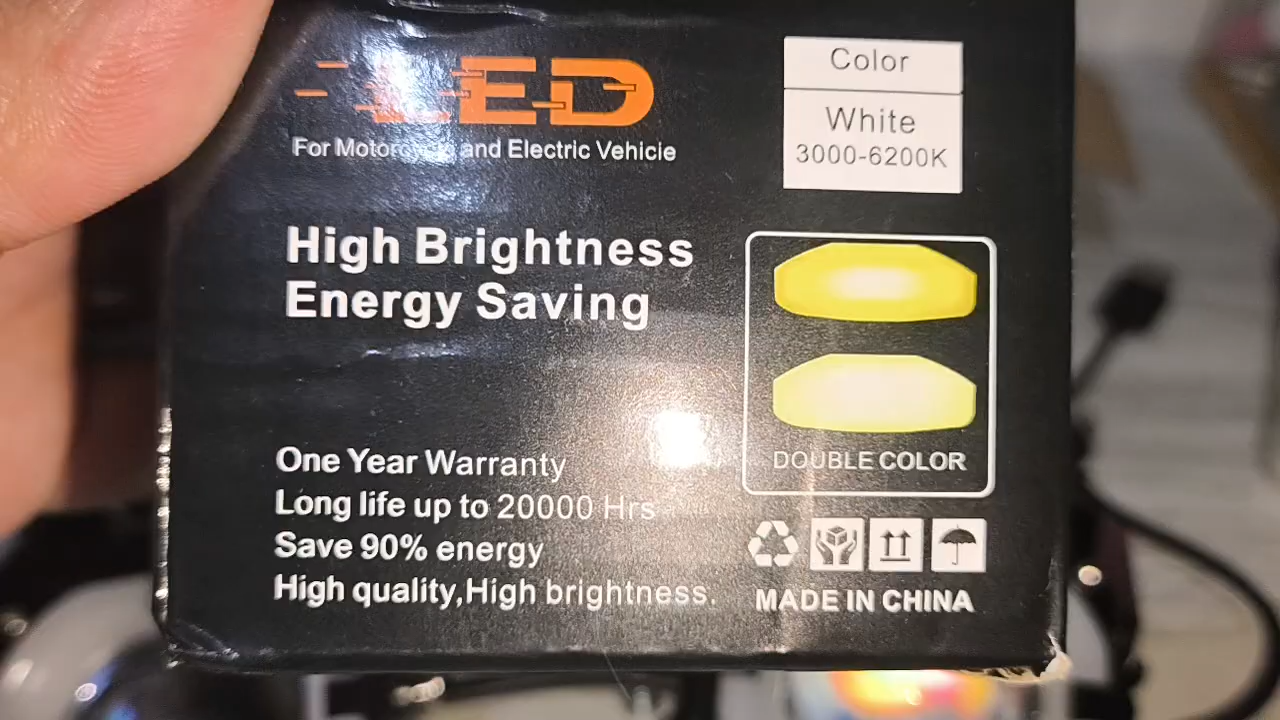 LED
For Motorcycle and Electric Vehicie
Color
White
3000-6200K
High Brightness
Energy Saving
DOUBLE COLOR
One Year Warranty
Long life up to 20000 Hrs
Save 90% energy
High quality,High brightness.
MADE IN CHINA